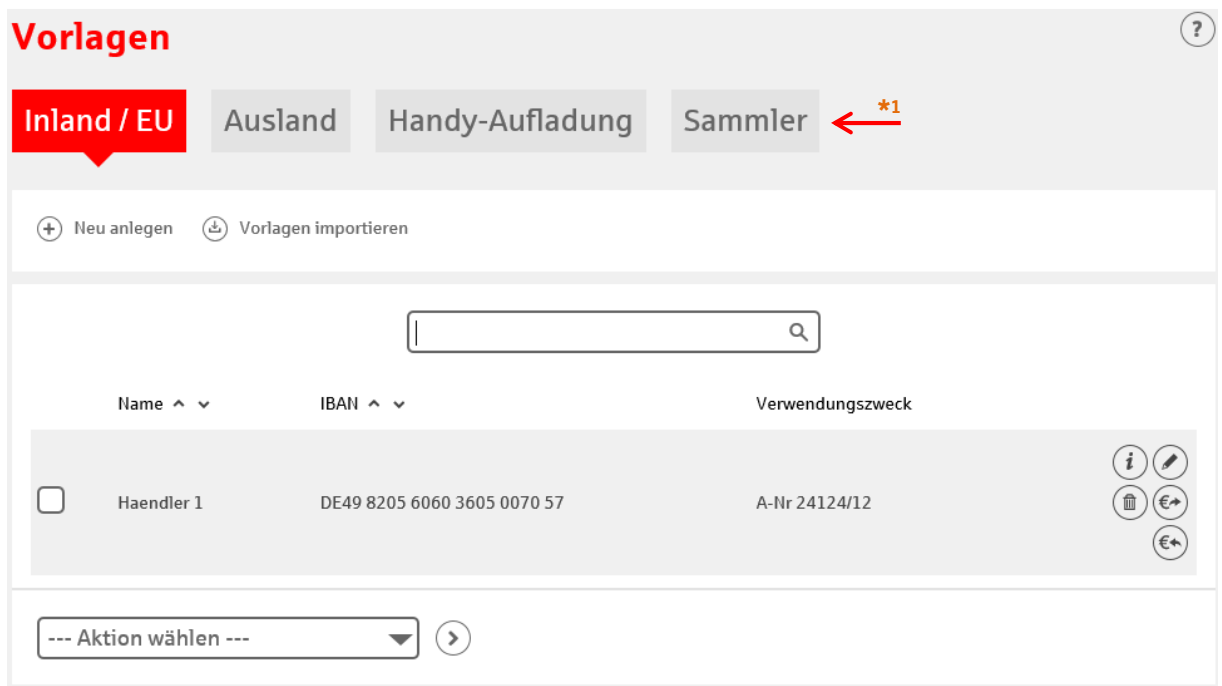 Vorlagen
?
Inland / EU Ausland Handy-Aufladung Sammler *1
Neu anlegen Vorlagen importieren
Name IBAN Verwendungszweck
Haendler 1 DE49 8205 6060 3605 0070 57 A-Nr 24124/12
i
€
€
--- Aktion wählen ---